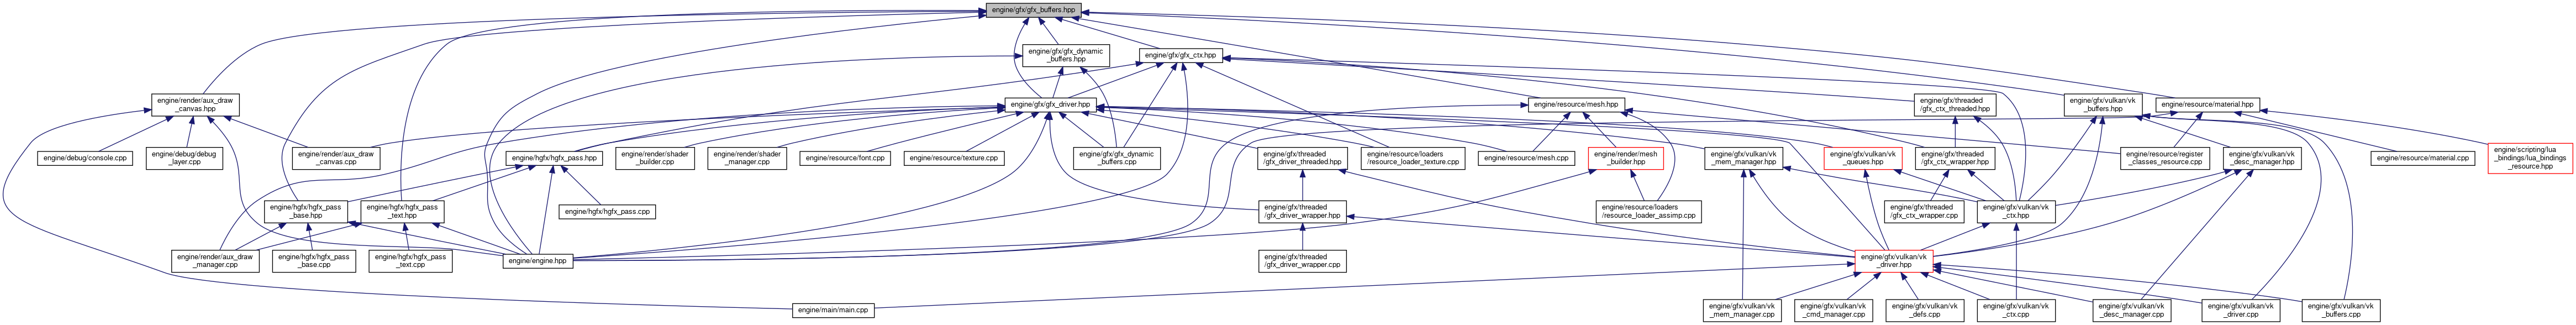 engine/gfx/gfx_buffers.hpp
engine/gfx/gfx_dynamic
_buffers.hpp
engine/gfx/gfx_ctx.hpp
engine/render/aux_draw
_canvas.hpp
engine/gfx/gfx_driver.hpp
engine/resource/mesh.hpp
engine/gfx/threaded
/gfx_ctx_threaded.hpp
engine/gfx/vulkan/vk
_buffers.hpp
engine/resource/material.hpp
engine/debug/console.cpp
engine/debug/debug
_layer.cpp
engine/render/aux_draw
_canvas.cpp
engine/hgfx/hgfx_pass.hpp
engine/render/shader
_builder.cpp
engine/render/shader
_manager.cpp
engine/resource/font.cpp
engine/resource/texture.cpp
engine/gfx/gfx_dynamic
_buffers.cpp
engine/gfx/threaded
/gfx_driver_threaded.hpp
engine/resource/loaders
/resource_loader_texture.cpp
engine/resource/mesh.cpp
engine/render/mesh
_builder.hpp
engine/gfx/vulkan/vk
_mem_manager.hpp
engine/gfx/vulkan/vk
_queues.hpp
engine/gfx/threaded
/gfx_ctx_wrapper.hpp
engine/resource/register
_classes_resource.cpp
engine/gfx/vulkan/vk
_desc_manager.hpp
engine/resource/material.cpp
engine/scripting/lua
_bindings/lua_bindings
_resource.hpp
engine/hgfx/hgfx_pass
_base.hpp
engine/hgfx/hgfx_pass
_text.hpp
engine/hgfx/hgfx_pass.cpp
engine/gfx/threaded
/gfx_driver_wrapper.hpp
engine/resource/loaders
/resource_loader_assimp.cpp
engine/gfx/threaded
/gfx_ctx_wrapper.cpp
engine/gfx/vulkan/vk
_ctx.hpp
engine/render/aux_draw
_manager.cpp
engine/hgfx/hgfx_pass
_base.cpp
engine/hgfx/hgfx_pass
_text.cpp
engine/engine.hpp
engine/gfx/threaded
/gfx_driver_wrapper.cpp
engine/gfx/vulkan/vk
_driver.hpp
engine/main/main.cpp
engine/gfx/vulkan/vk
_mem_manager.cpp
engine/gfx/vulkan/vk
_cmd_manager.cpp
engine/gfx/vulkan/vk
_defs.cpp
engine/gfx/vulkan/vk
_ctx.cpp
engine/gfx/vulkan/vk
_desc_manager.cpp
engine/gfx/vulkan/vk
_driver.cpp
engine/gfx/vulkan/vk
_buffers.cpp